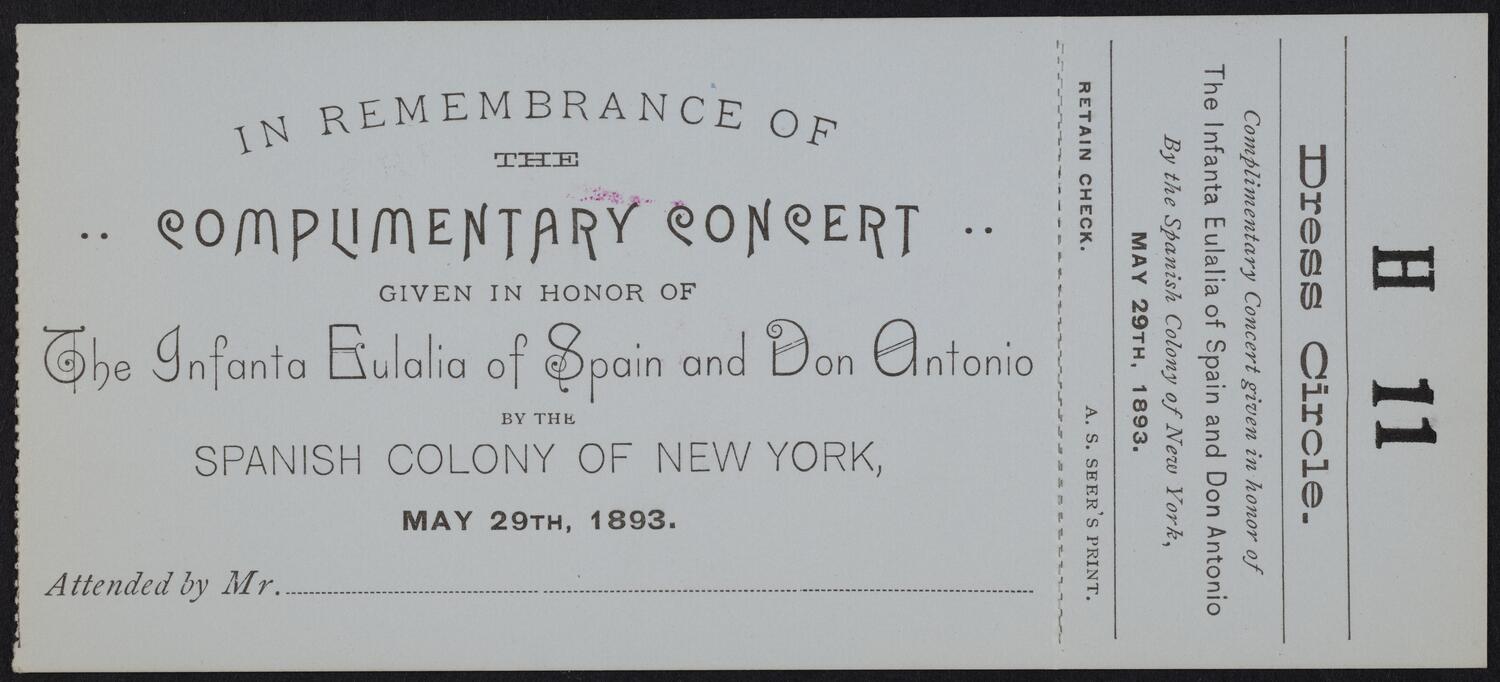 IN REMEMBRANCE OF
THE
COMPLIMENTARY CONCERT
GIVEN IN HONOR OF
The Infanta Eulalia of Spain and Don Antonio
BY THE
SPANISH COLONY OF NEW YORK,
MAY 29TH, 1893.
Attended by Mr.
H 11
Dress Circle.
Complimentary Concert given in honor of
The Infanta Eulalia of Spain and Don Antonio
By the Spanish Colony of New York,
MAY 29TH, 1893.
RETAIN CHECK. A. S. SEER'S PRINT.